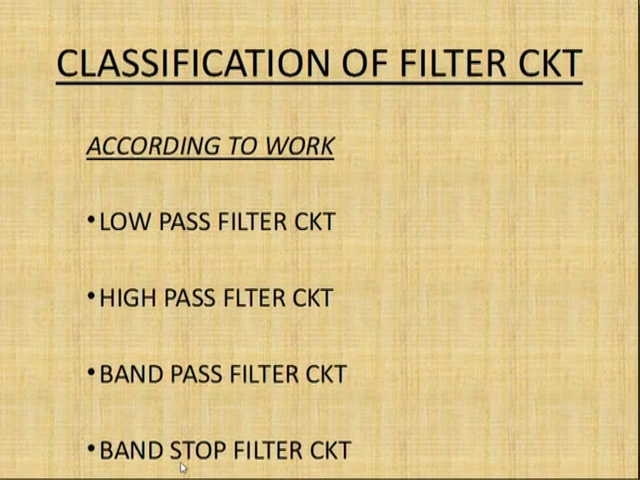 CLASSIFICATION OF FILTER CKT
ACCORDING TO WORK
•LOW PASS FILTER CKT
•HIGH PASS FLTER CKT
•BAND PASS FILTER CKT
•BAND STOP FILTER CKT